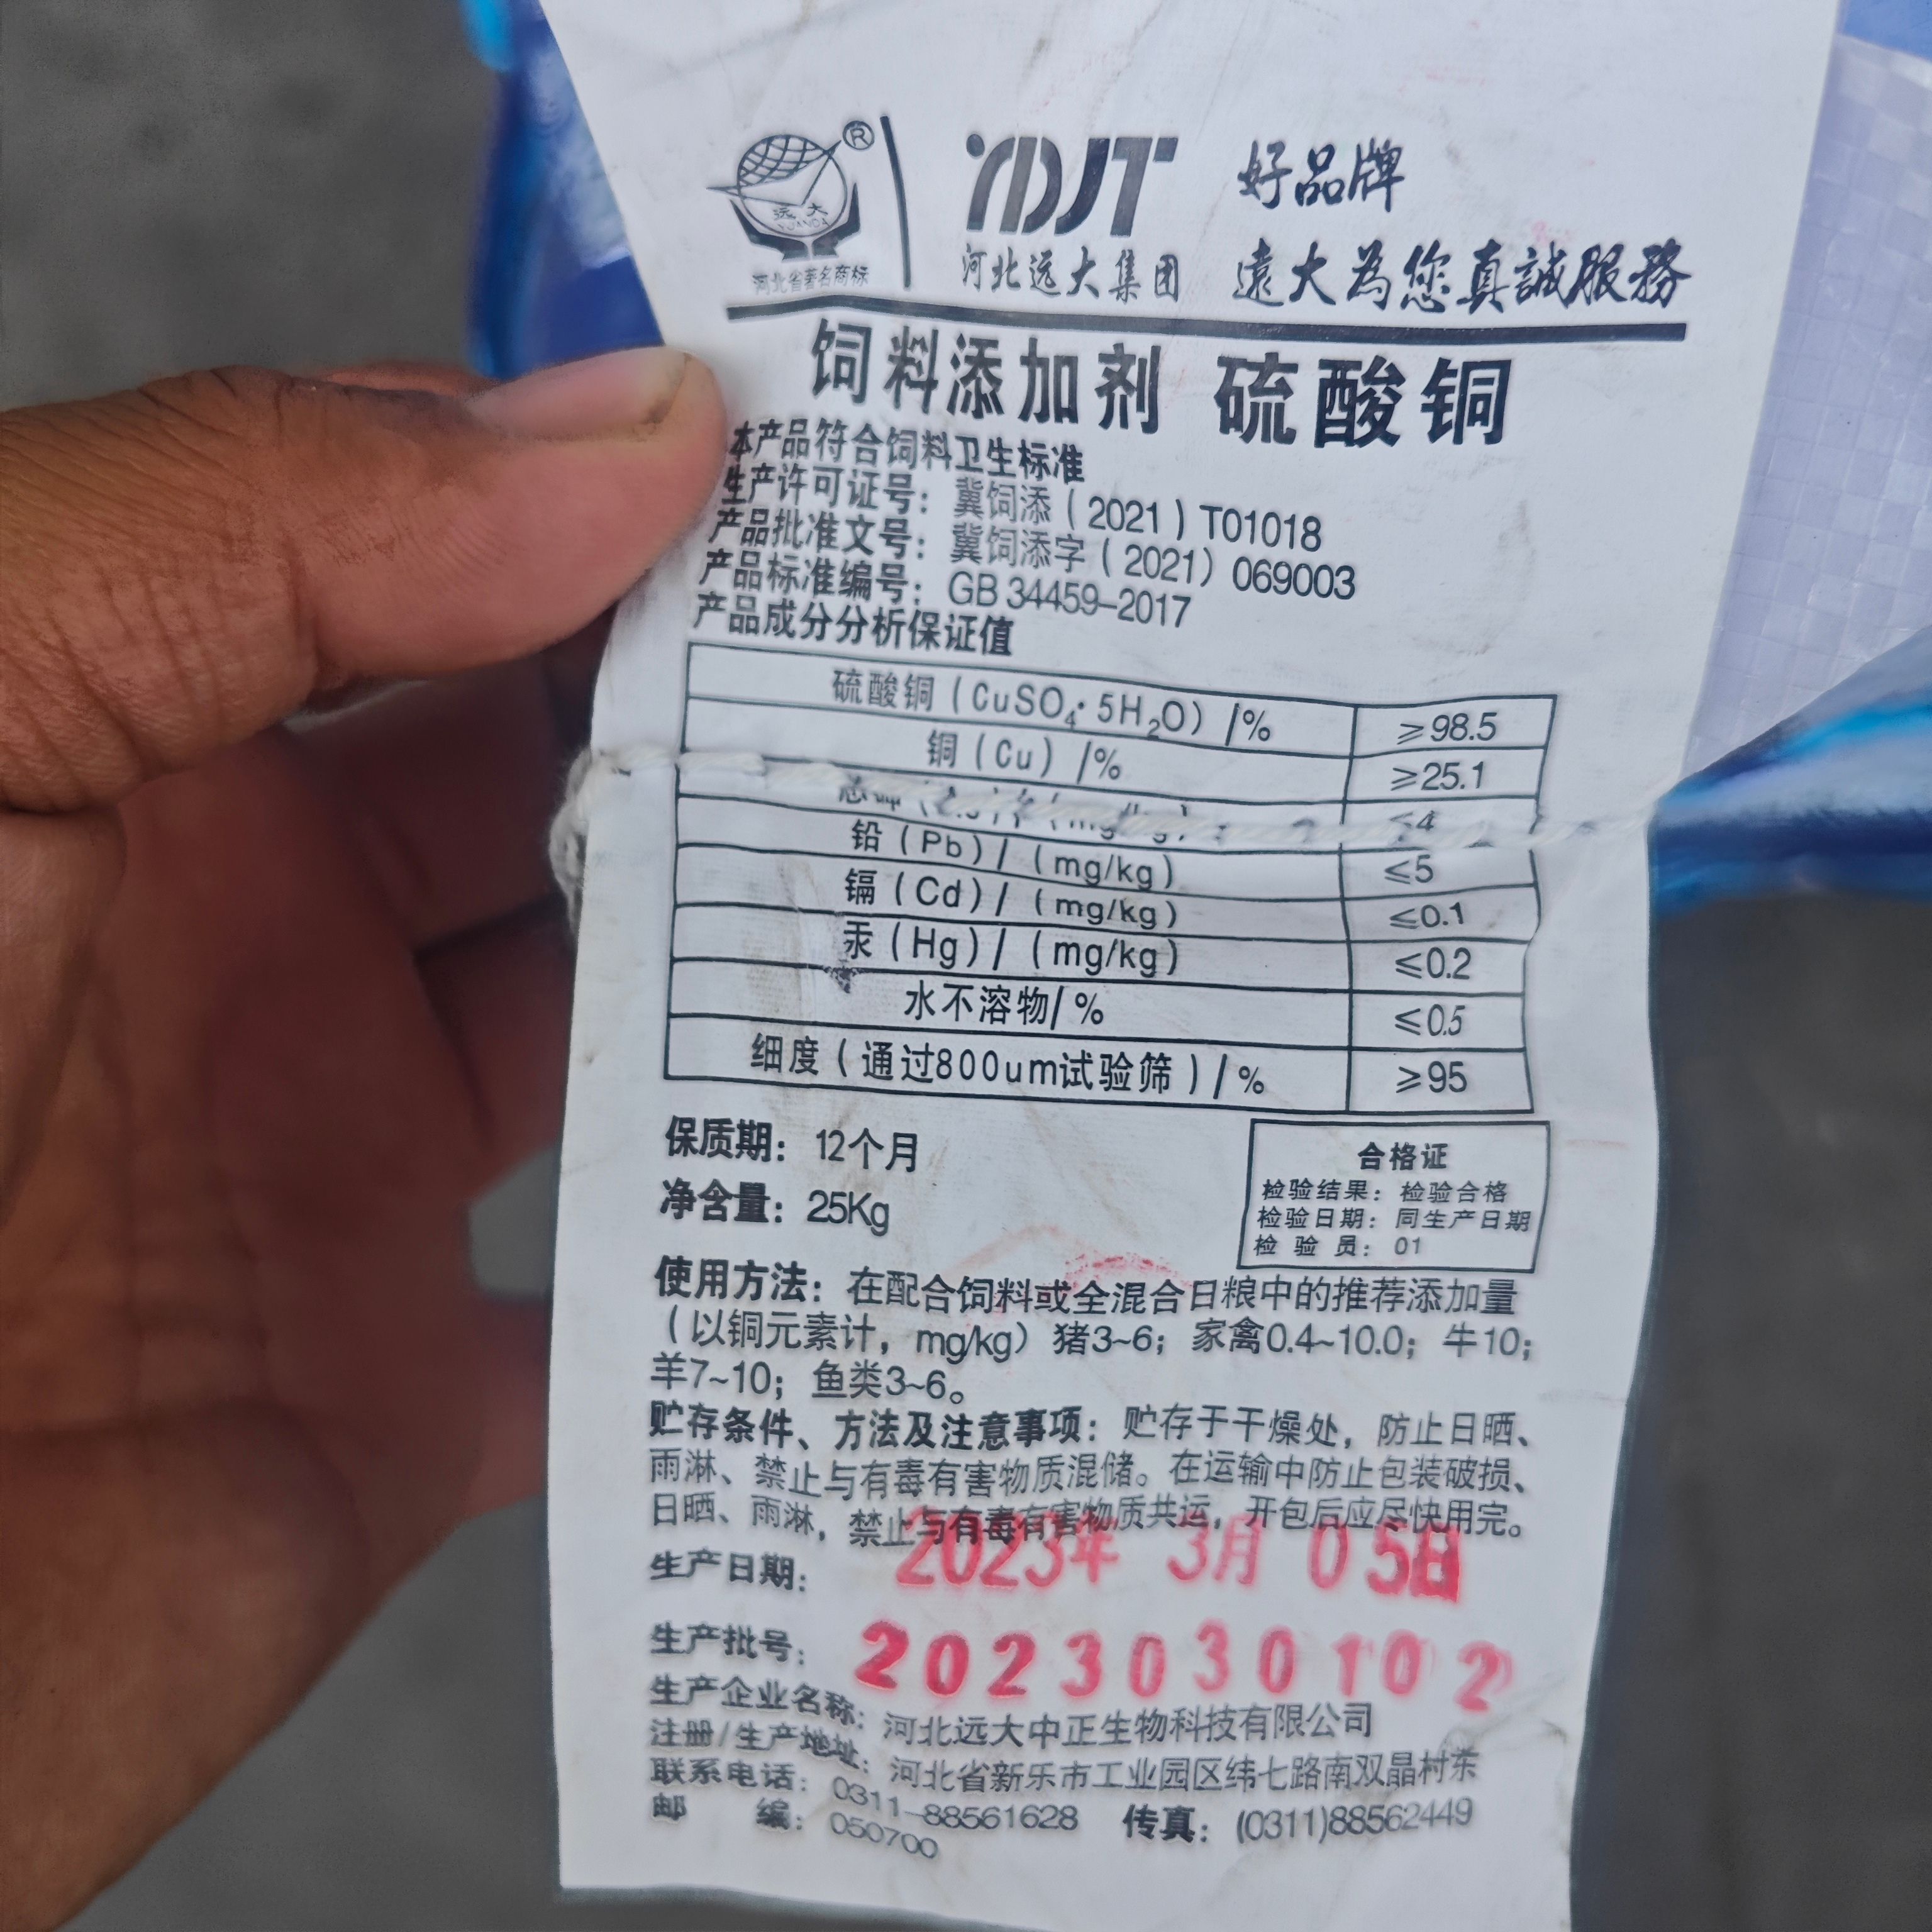 ®
远大
YUANDA
河北省著名商标
YDJT
河北远大集团
好品牌
遠大為您真誠服務
饲料添加剂 硫酸铜
本产品符合饲料卫生标准
生产许可证号：冀饲添（2021）T01018
产品批准文号：冀饲添字（2021）069003
产品标准编号：GB 34459-2017
产品成分分析保证值
硫酸铜（CuSO₄·5H₂O）/% ≥98.5
铜（Cu）/% ≥25.1
≤4
铅（Pb）/（mg/kg） ≤5
镉（Cd）/（mg/kg） ≤0.1
汞（Hg）/（mg/kg） ≤0.2
水不溶物/% ≤0.5
细度（通过800um试验筛）/% ≥95
保质期：12个月
净含量：25Kg
合格证
检验结果：检验合格
检验日期：同生产日期
检 验 员：01
使用方法：在配合饲料或全混合日粮中的推荐添加量
（以铜元素计，mg/kg）猪3~6；家禽0.4~10.0；牛10；
羊7~10；鱼类3~6。
贮存条件、方法及注意事项：贮存于干燥处，防止日晒、
雨淋、禁止与有毒有害物质混储。在运输中防止包装破损、
日晒、雨淋，禁止与有毒有害物质共运，开包后应尽快用完。
生产日期：2023年 3月 05日
生产批号：2023030102
生产企业名称：河北远大中正生物科技有限公司
注册/生产地址：河北省新乐市工业园区纬七路南双晶村东
联系电话：0311-88561628 传真：(0311)88562449
邮 编：050700